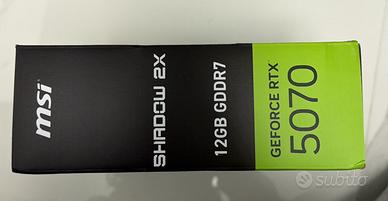 msi
SHADOW 2X
12GB GDDR7
GEFORCE RTX
5070
subito